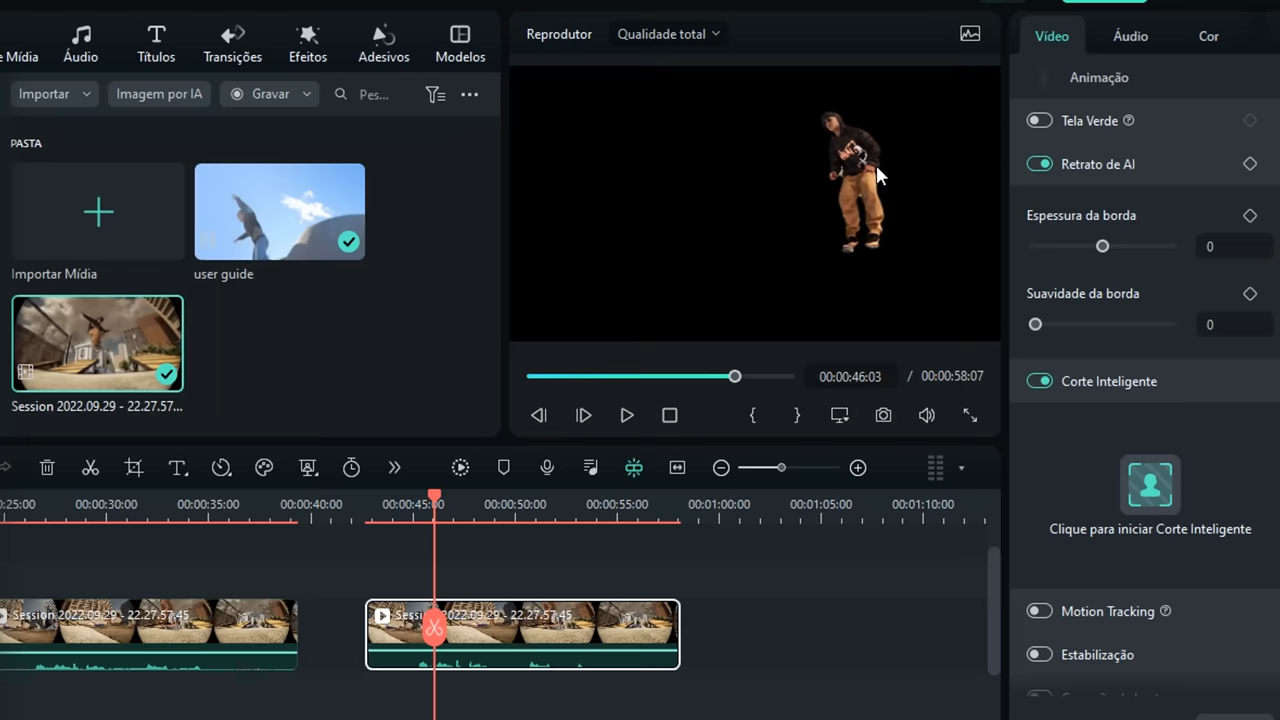 e Mídia
Áudio
Títulos
Transições
Efeitos
Adesivos
Modelos
Importar
Imagem por IA
Gravar
Pes...
PASTA
Importar Mídia
user guide
Session 2022.09.29 - 22.27.57...
Reprodutor
Qualidade total
00:00:46:03 / 00:00:58:07
Vídeo
Áudio
Cor
Animação
Tela Verde
Retrato de AI
Espessura da borda
0
Suavidade da borda
0
Corte Inteligente
Clique para iniciar Corte Inteligente
Motion Tracking
Estabilização
0:25:00 00:00:30:00 00:00:35:00 00:00:40:00 00:00:45:00 00:00:50:00 00:00:55:00 00:01:00:00 00:01:05:00 00:01:10:00
Session 2022.09.29 - 22.27.57.45
Sessi 2022.09.29 - 22.27.57.45